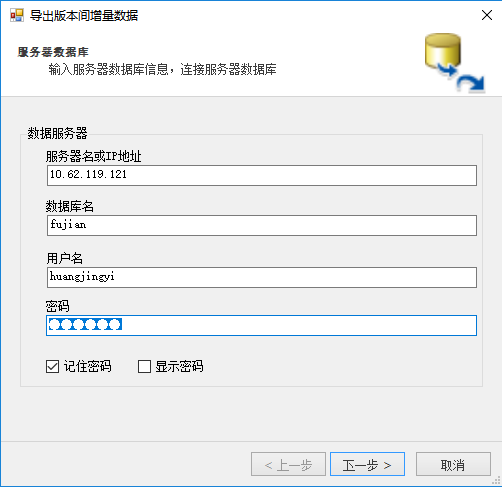 导出版本间增量数据
服务器数据库
输入服务器数据库信息，连接服务器数据库
数据服务器
服务器名或IP地址
10.62.119.121
数据库名
fujian
用户名
huangjingyi
密码
●●●●●●
记住密码 显示密码
< 上一步 下一步 > 取消